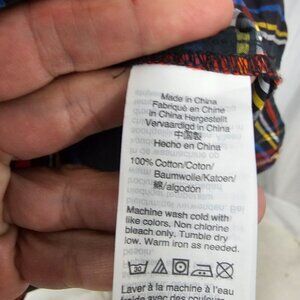 Made in China
Fabriqué en Chine
in China Hergestellt
Vervaardigd in China
中国製
Hecho en China
100% Cotton/Coton/
Baumwolle/Katoen/
綿/algodón
Machine wash cold with
like colors. Non chlorine
bleach only. Tumble dry
low. Warm iron as needed.
30
Laver à la machine et à l'eau